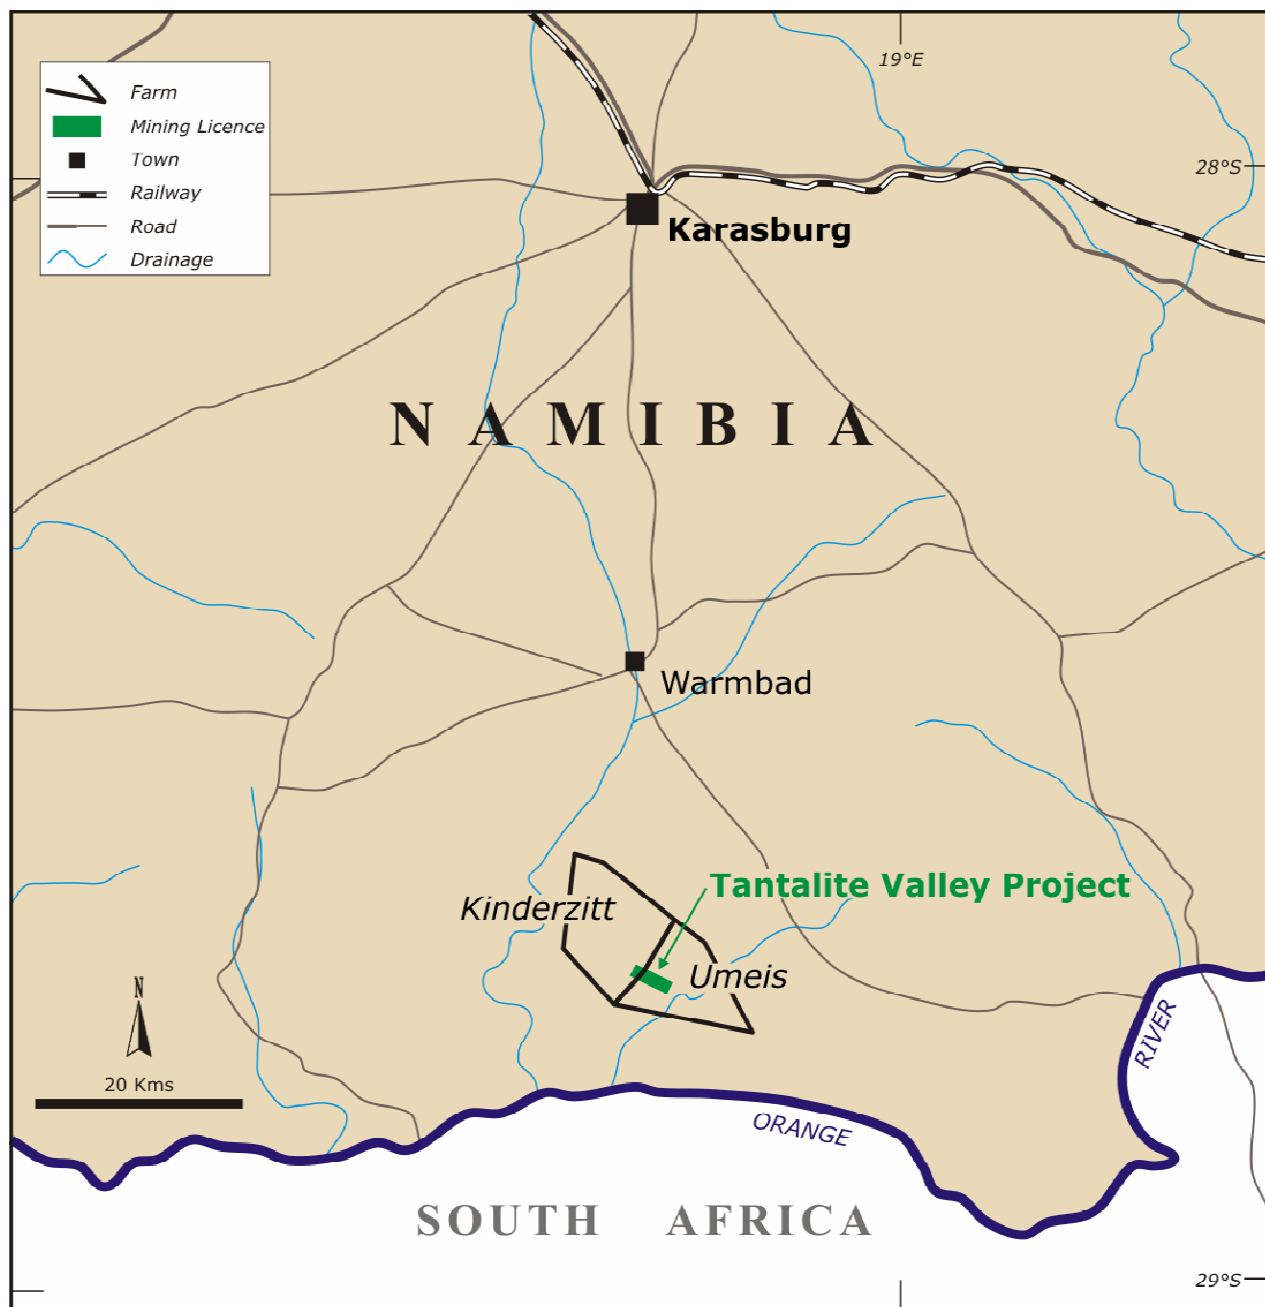 19°E
28°S
Farm
Mining Licence
Town
Railway
Road
Drainage
Karasburg
NAMIBIA
Warmbad
Tantalite Valley Project
Kinderzitt
Umeis
N
20 Kms
RIVER
ORANGE
SOUTH AFRICA
29°S